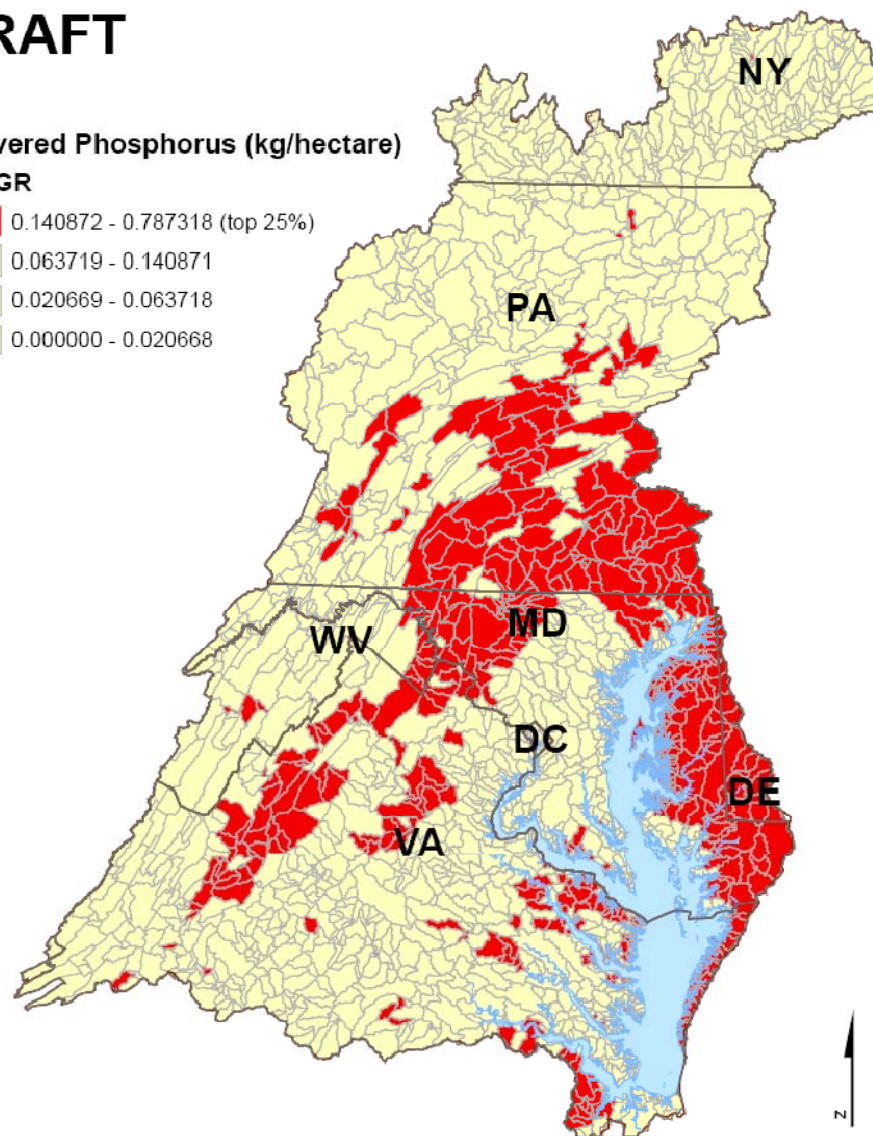 RAFT
vered Phosphorus (kg/hectare)
GR
0.140872 - 0.787318 (top 25%)
0.063719 - 0.140871
0.020669 - 0.063718
0.000000 - 0.020668
NY
PA
WV
MD
DC
DE
VA
N